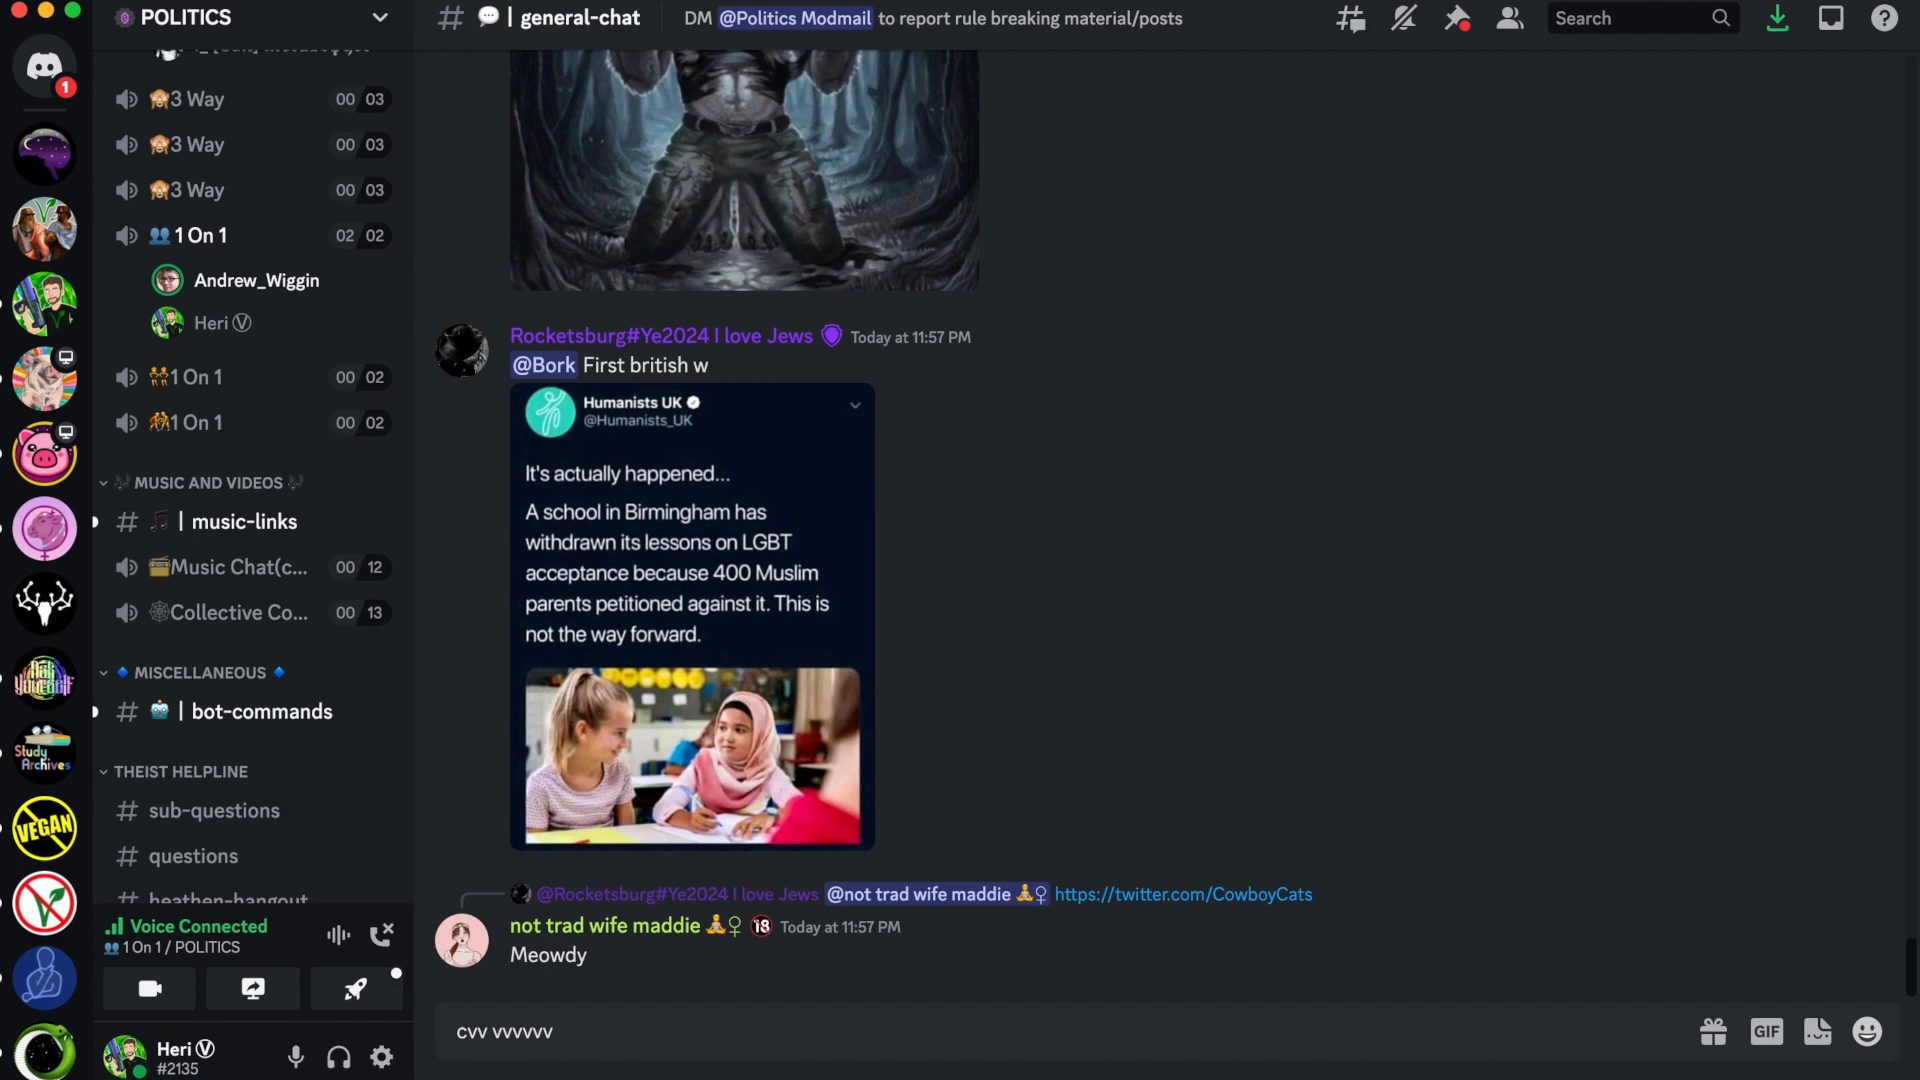 POLITICS
3 Way
00 03
3 Way
00 03
3 Way
00 03
1 On 1
02 02
Andrew_Wiggin
Heri Ⓥ
1 On 1
00 02
1 On 1
00 02
MUSIC AND VIDEOS
| music-links
Music Chat(c...
00 12
Collective Co...
00 13
MISCELLANEOUS
| bot-commands
THEIST HELPLINE
sub-questions
questions
heathen-hangout
Voice Connected
1 On 1 / POLITICS
Heri Ⓥ
#2135
1
Study Archives
VEGAN
# | general-chat
DM @Politics Modmail to report rule breaking material/posts
Search
Rocketsburg#Ye2024 I love Jews Today at 11:57 PM
@Bork First british w
Humanists UK
@Humanists_UK
It's actually happened...
A school in Birmingham has
withdrawn its lessons on LGBT
acceptance because 400 Muslim
parents petitioned against it. This is
not the way forward.
@Rocketsburg#Ye2024 I love Jews @not trad wife maddie 🧘♀ https://twitter.com/CowboyCats
not trad wife maddie 🧘♀ 18 Today at 11:57 PM
Meowdy
cvv vvvvvv
GIF